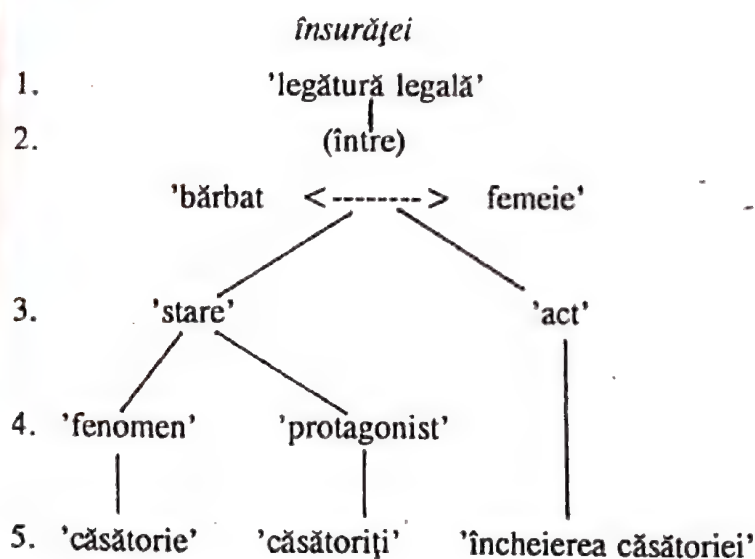 însurăţei
1. 'legătură legală'
2. (între)
'bărbat <-------> femeie'
3. 'stare' 'act'
4. 'fenomen' 'protagonist'
5. 'căsătorie' 'căsătoriţi' 'încheierea căsătoriei'